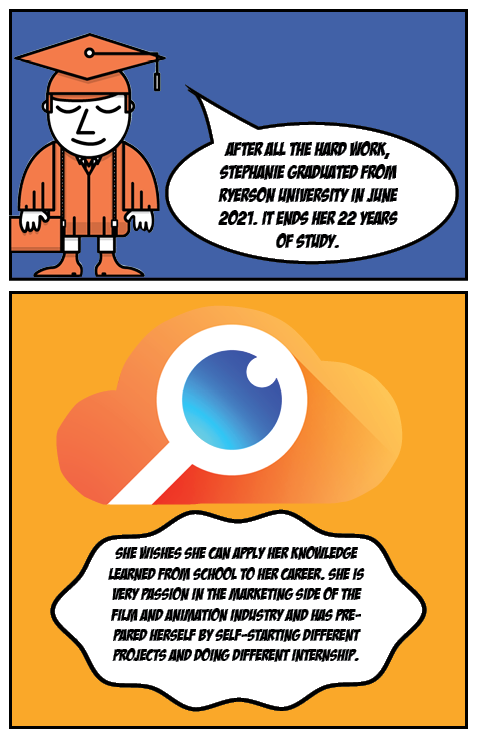 AFTER ALL THE HARD WORK,
STEPHANIE GRADUATED FROM
RYERSON UNIVERSITY IN JUNE
2021. IT ENDS HER 22 YEARS
OF STUDY.
SHE WISHES SHE CAN APPLY HER KNOWLEDGE
LEARNED FROM SCHOOL TO HER CAREER. SHE IS
VERY PASSION IN THE MARKETING SIDE OF THE
FILM AND ANIMATION INDUSTRY AND HAS PRE-
PARED HERSELF BY SELF-STARTING DIFFERENT
PROJECTS AND DOING DIFFERENT INTERNSHIP.